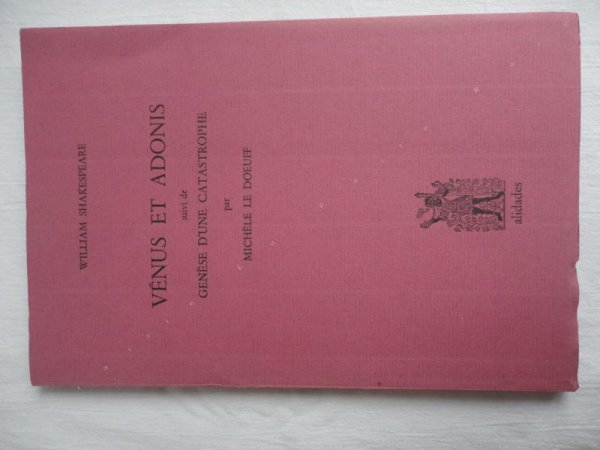 WILLIAM SHAKESPEARE
VÉNUS ET ADONIS
suivi de
GENÈSE D'UNE CATASTROPHE
par
MICHÈLE LE DOEUFF
alidades